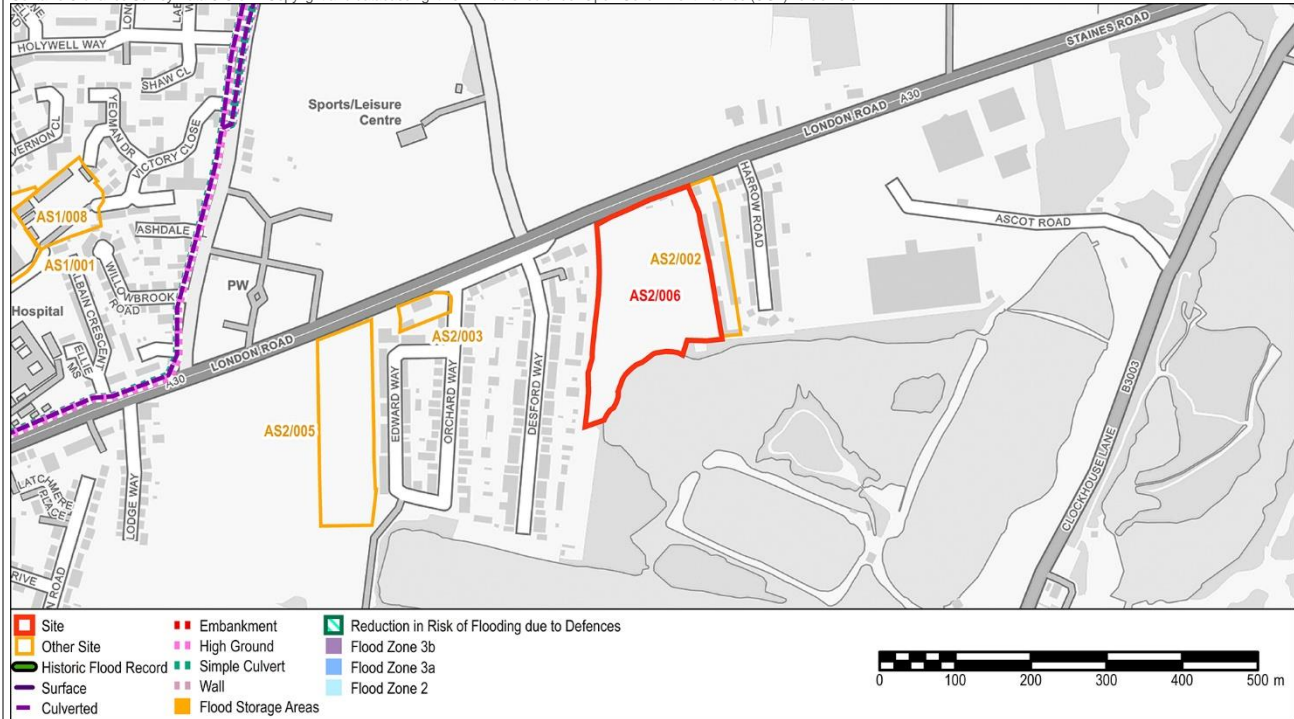 HOLYWELL WAY
SHAW CL
YEOMAN DR
VERNON CL
VICTORY CLOSE
Sports/Leisure
Centre
STAINES ROAD
LONDON ROAD
A30
AS1/008
AS1/001
ASHDALE
WILLOWBROOK
ROAD
PW
Hospital
ALBAIN CRESCENT
ELLIE
MS
LONDON ROAD
A30
AS2/003
AS2/005
EDWARD WAY
ORCHARD WAY
DESFORD WAY
AS2/002
AS2/006
HARROW ROAD
ASCOT ROAD
B3003
CLOCKHOUSE LANE
LATCHMERE
PLACE
LODGE WAY
RIVE
N ROAD
Site
Other Site
Historic Flood Record
Surface
Culverted
Embankment
High Ground
Simple Culvert
Wall
Flood Storage Areas
Reduction in Risk of Flooding due to Defences
Flood Zone 3b
Flood Zone 3a
Flood Zone 2
0 100 200 300 400 500 m